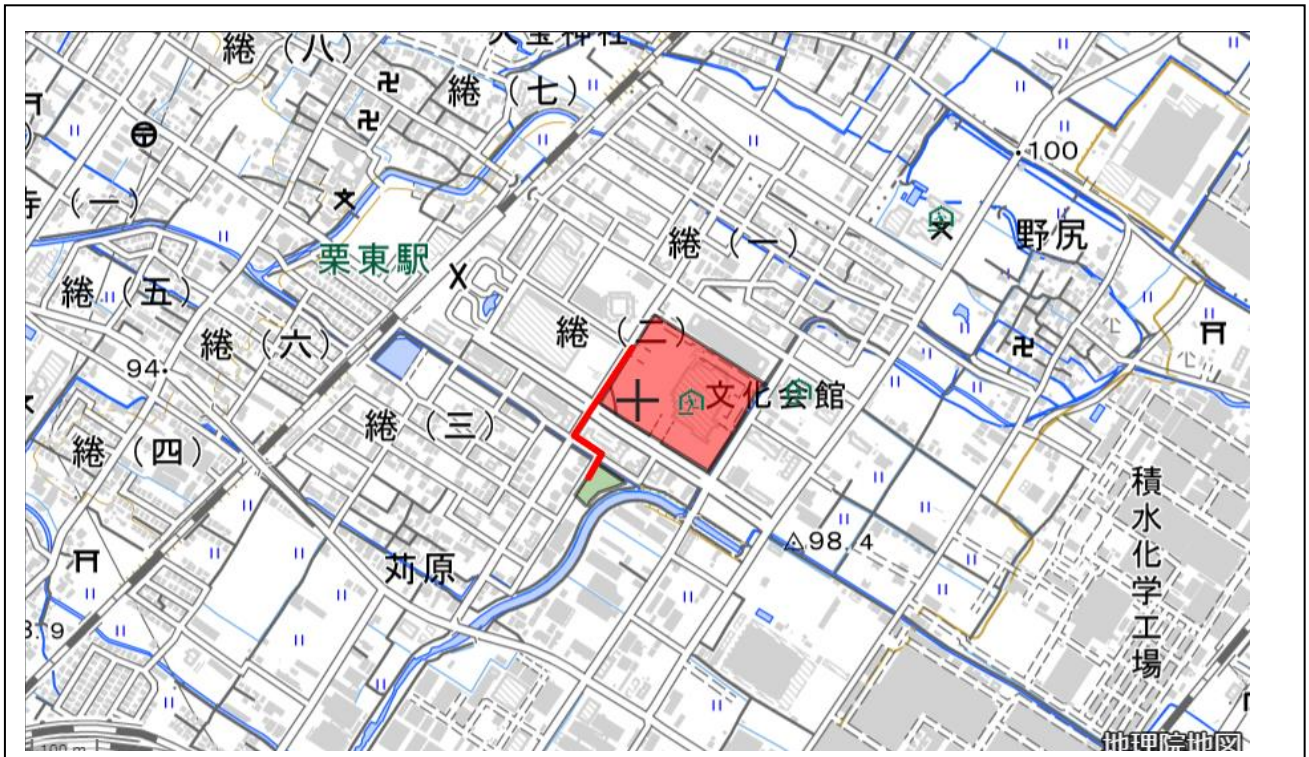 綣（八）
綣（七）
寺（一）
栗東駅
綣（一）
100
野尻
綣（五）
綣（六）
綣（二）
94
文化会館
綣（三）
綣（四）
積水化学工場
98.4
苅原
100 m
地理院地図